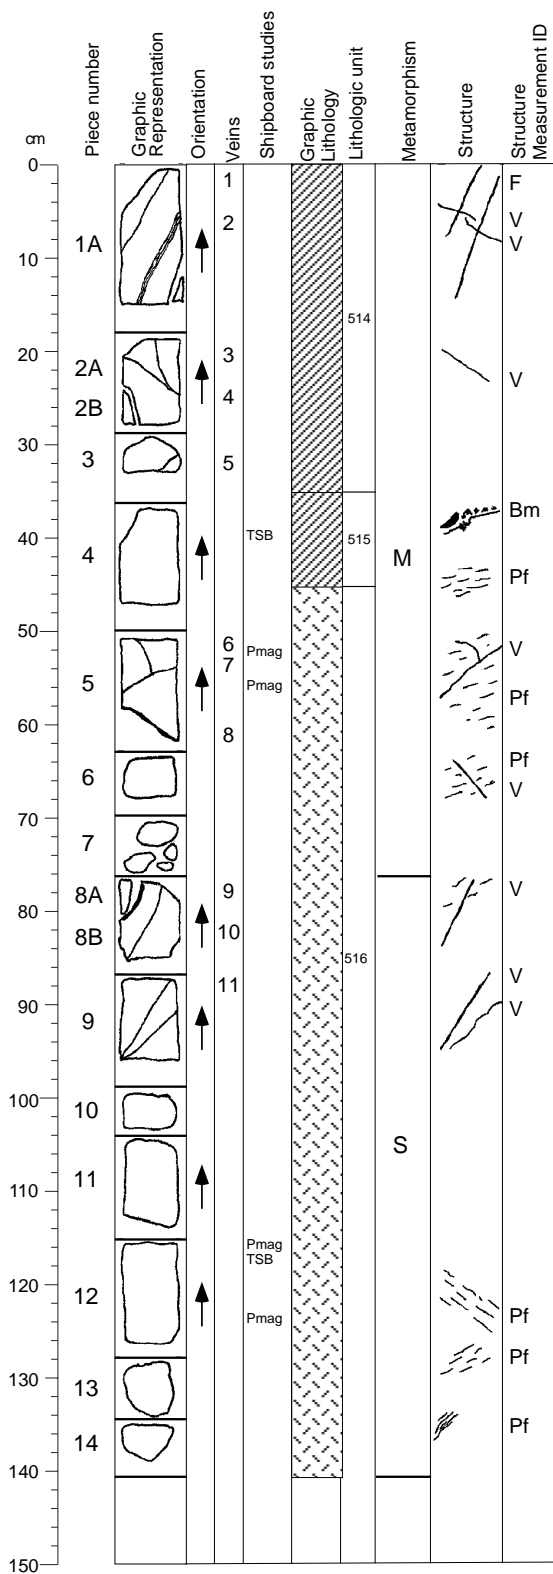 cm
Piece number
Graphic
Representation
Orientation
Veins
Shipboard studies
Graphic
Lithology
Lithologic unit
Metamorphism
Structure
Structure
Measurement ID
0
1
F
2
V
1A
V
10
514
20
3
2A
V
4
2B
30
3
5
Bm
40
TSB
515
4
M
Pf
50
6
Pmag
V
7
5
Pmag
Pf
60
8
6
Pf
V
70
7
8A
9
V
80
8B
10
516
11
V
90
9
V
100
10
S
11
110
Pmag
TSB
120
12
Pmag
Pf
Pf
130
13
14
Pf
140
150